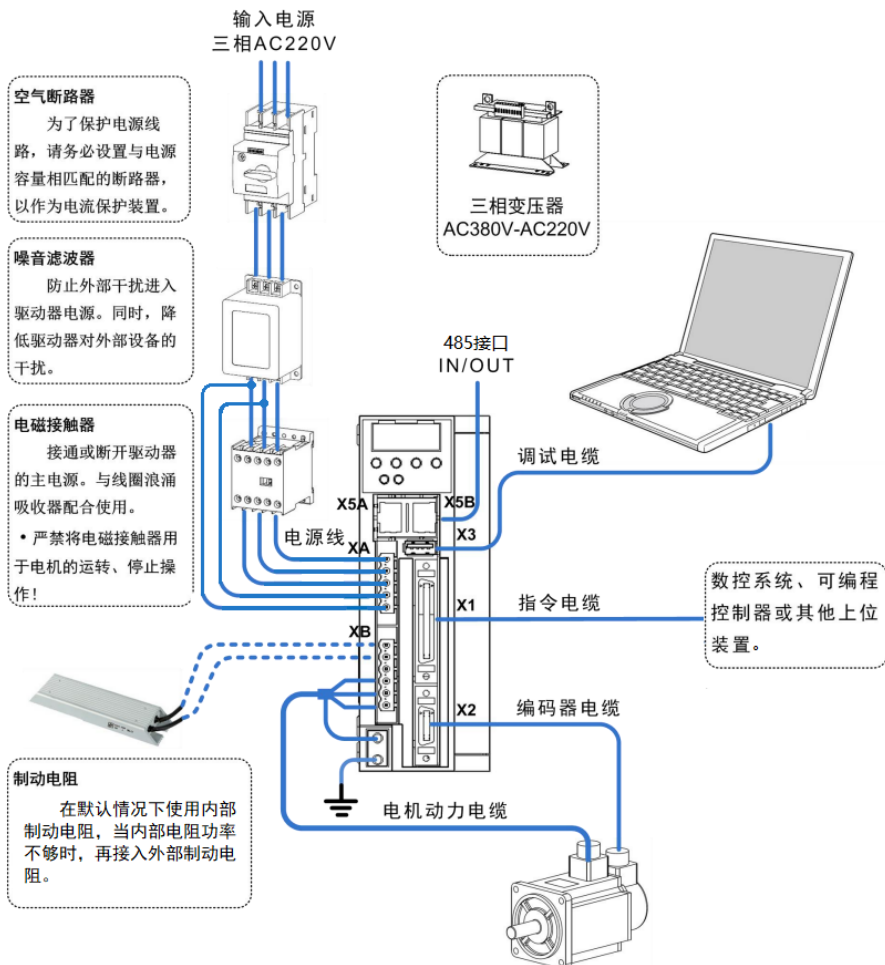 输入电源
三相AC220V
空气断路器
为了保护电源线
路，请务必设置与电源
容量相匹配的断路器，
以作为电流保护装置。
三相变压器
AC380V-AC220V
噪音滤波器
防止外部干扰进入
驱动器电源。同时，降
低驱动器对外部设备的
干扰。
485接口
IN/OUT
电磁接触器
接通或断开驱动器
的主电源。与线圈浪涌
吸收器配合使用。
•严禁将电磁接触器用
于电机的运转、停止操
作！
电源线
X5A
X5B
调试电缆
X3
XA
X1
指令电缆
数控系统、可编程
控制器或其他上位
装置。
XB
X2
编码器电缆
制动电阻
在默认情况下使用内部
制动电阻，当内部电阻功率
不够时，再接入外部制动电
阻。
电机动力电缆